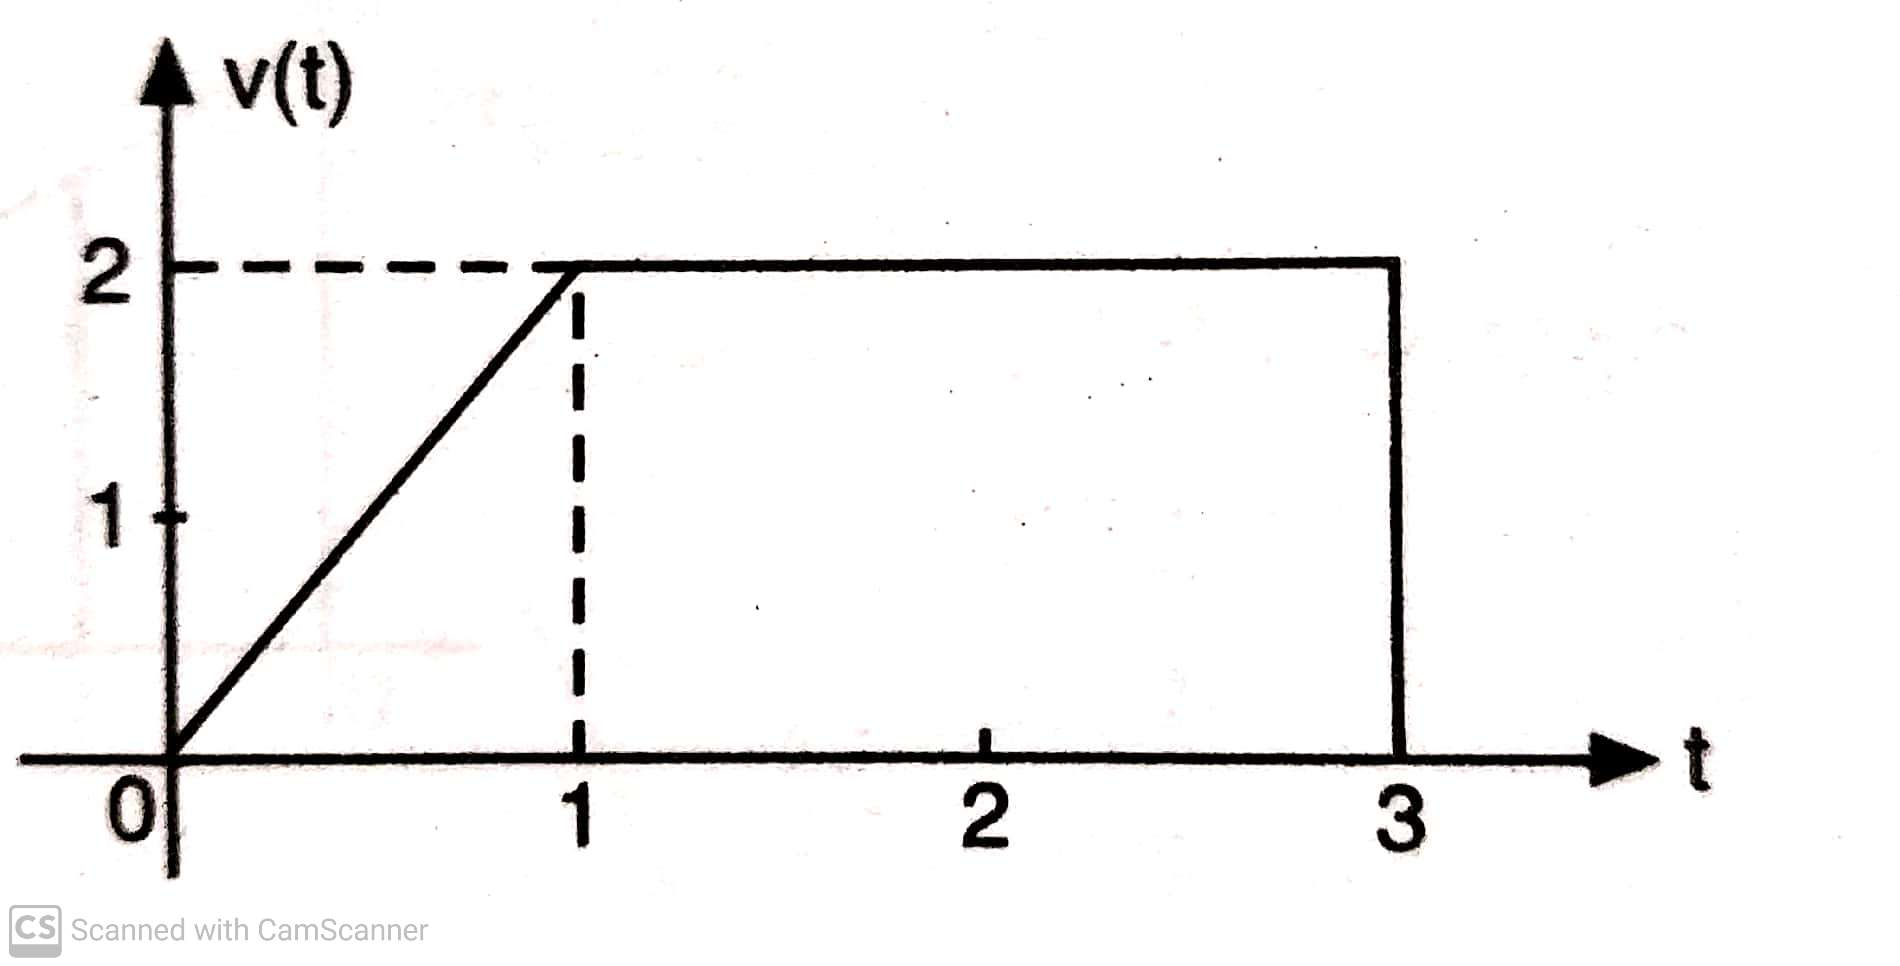 v(t)
2
1
0 1 2 3 t
CS Scanned with CamScanner